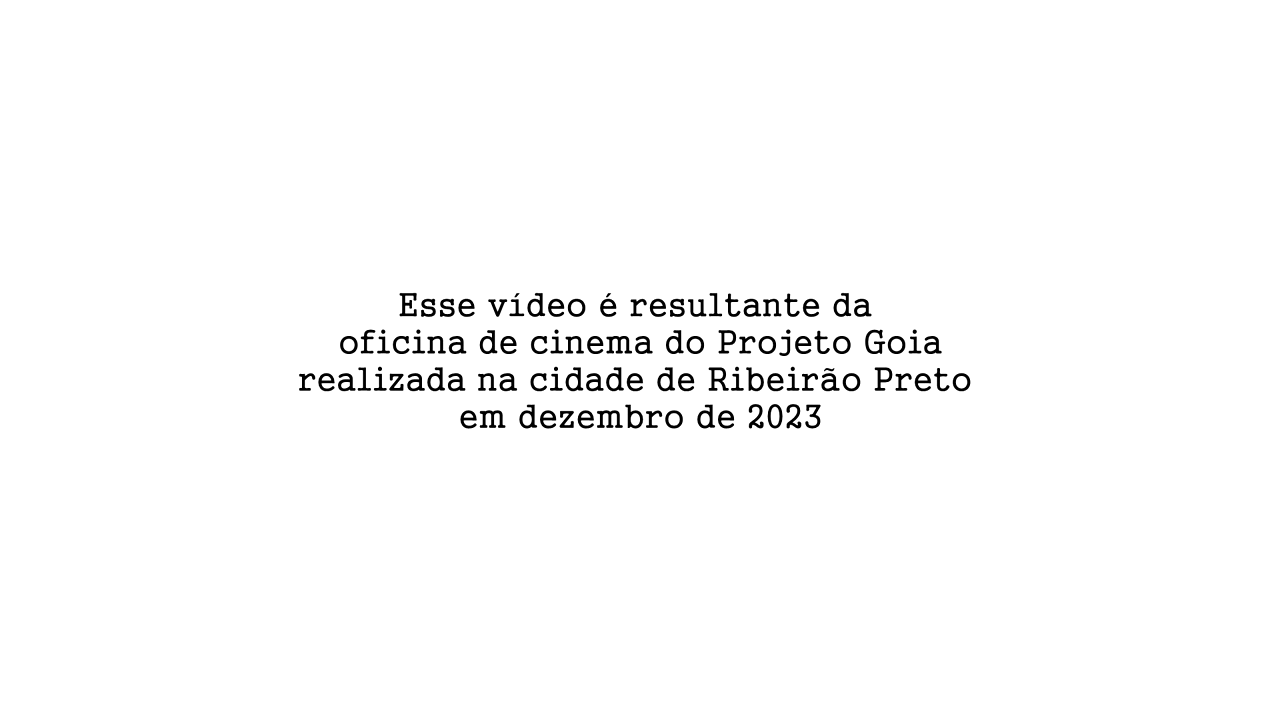 Esse vídeo é resultante da
oficina de cinema do Projeto Goia
realizada na cidade de Ribeirão Preto
em dezembro de 2023